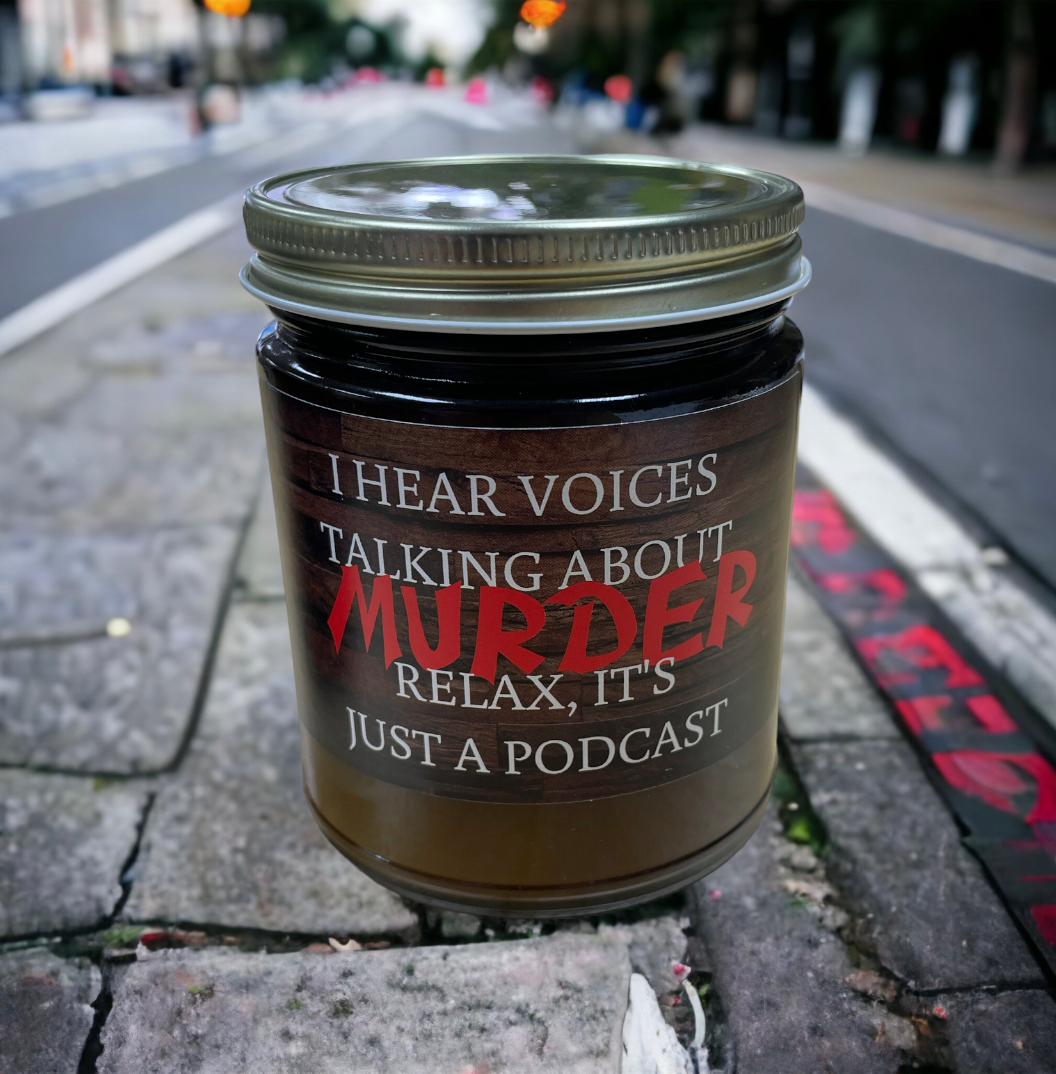 I HEAR VOICES
TALKING ABOUT
MURDER
RELAX, IT'S
JUST A PODCAST